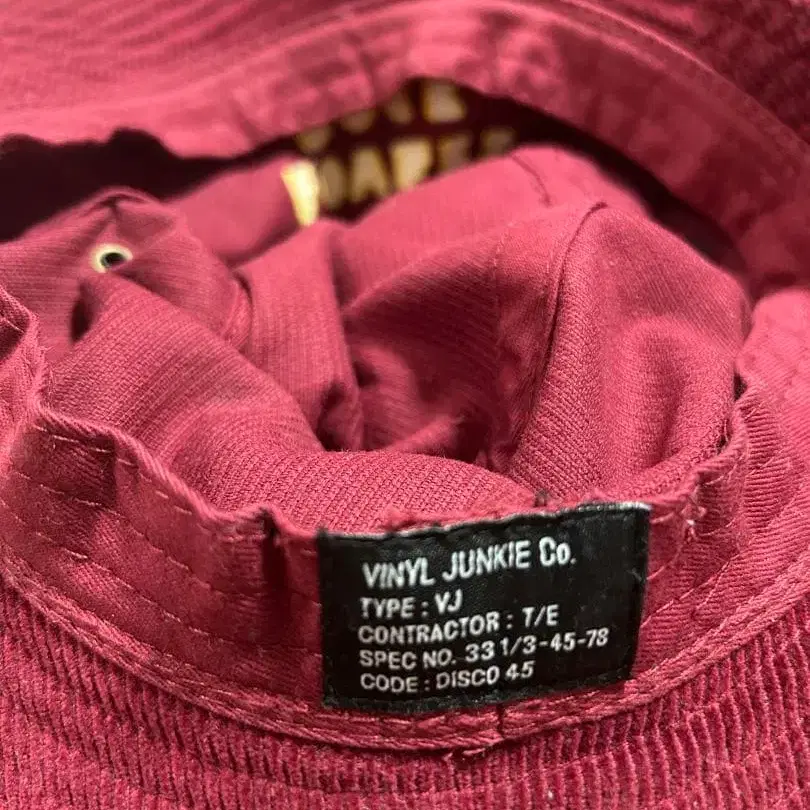 VINYL JUNKIE Co.
TYPE : VJ
CONTRACTOR : T/E
SPEC NO. 33 1/3-45-78
CODE : DISCO 45